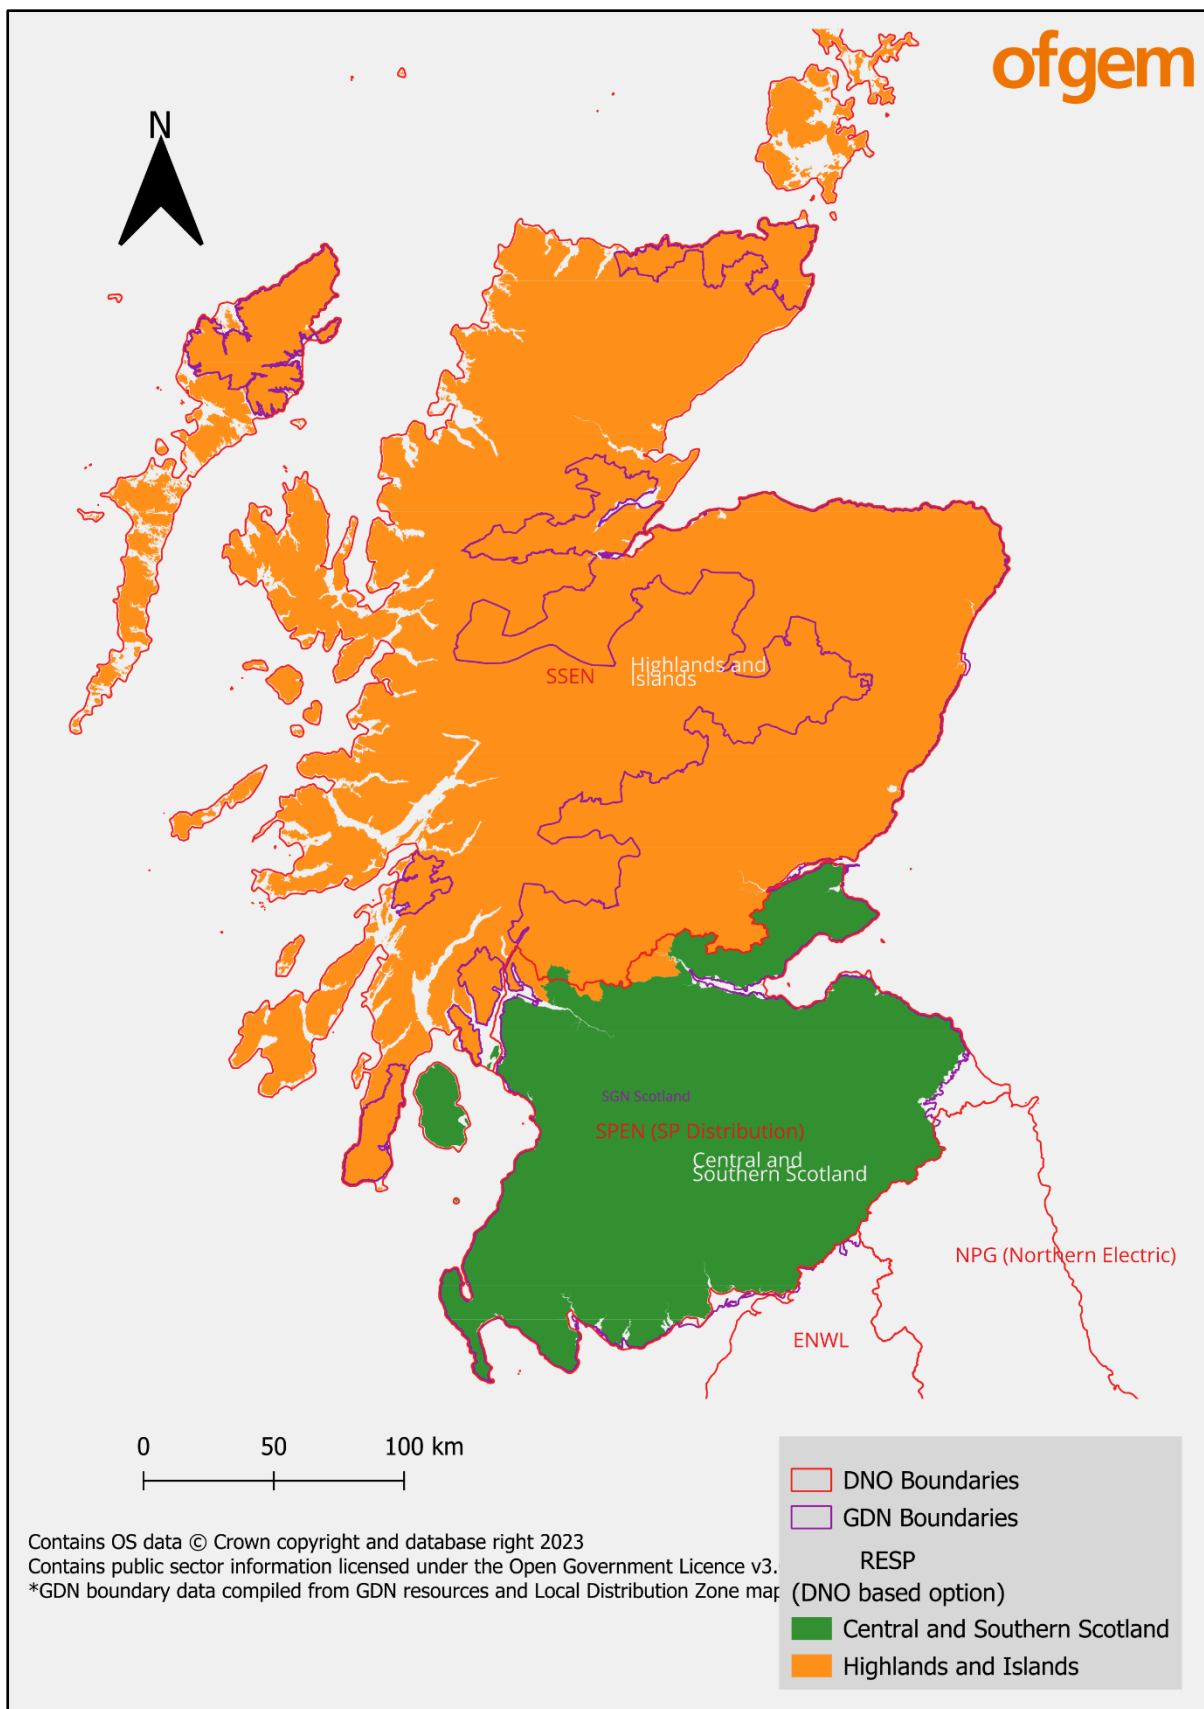 ofgem
N
Highlands and
Islands
SSEN
SGN Scotland
SPEN (SP Distribution)
Central and
Southern Scotland
NPG (Northern Electric)
ENWL
0 50 100 km
DNO Boundaries
GDN Boundaries
RESP
(DNO based option)
Central and Southern Scotland
Highlands and Islands
Contains OS data © Crown copyright and database right 2023
Contains public sector information licensed under the Open Government Licence v3.
*GDN boundary data compiled from GDN resources and Local Distribution Zone map